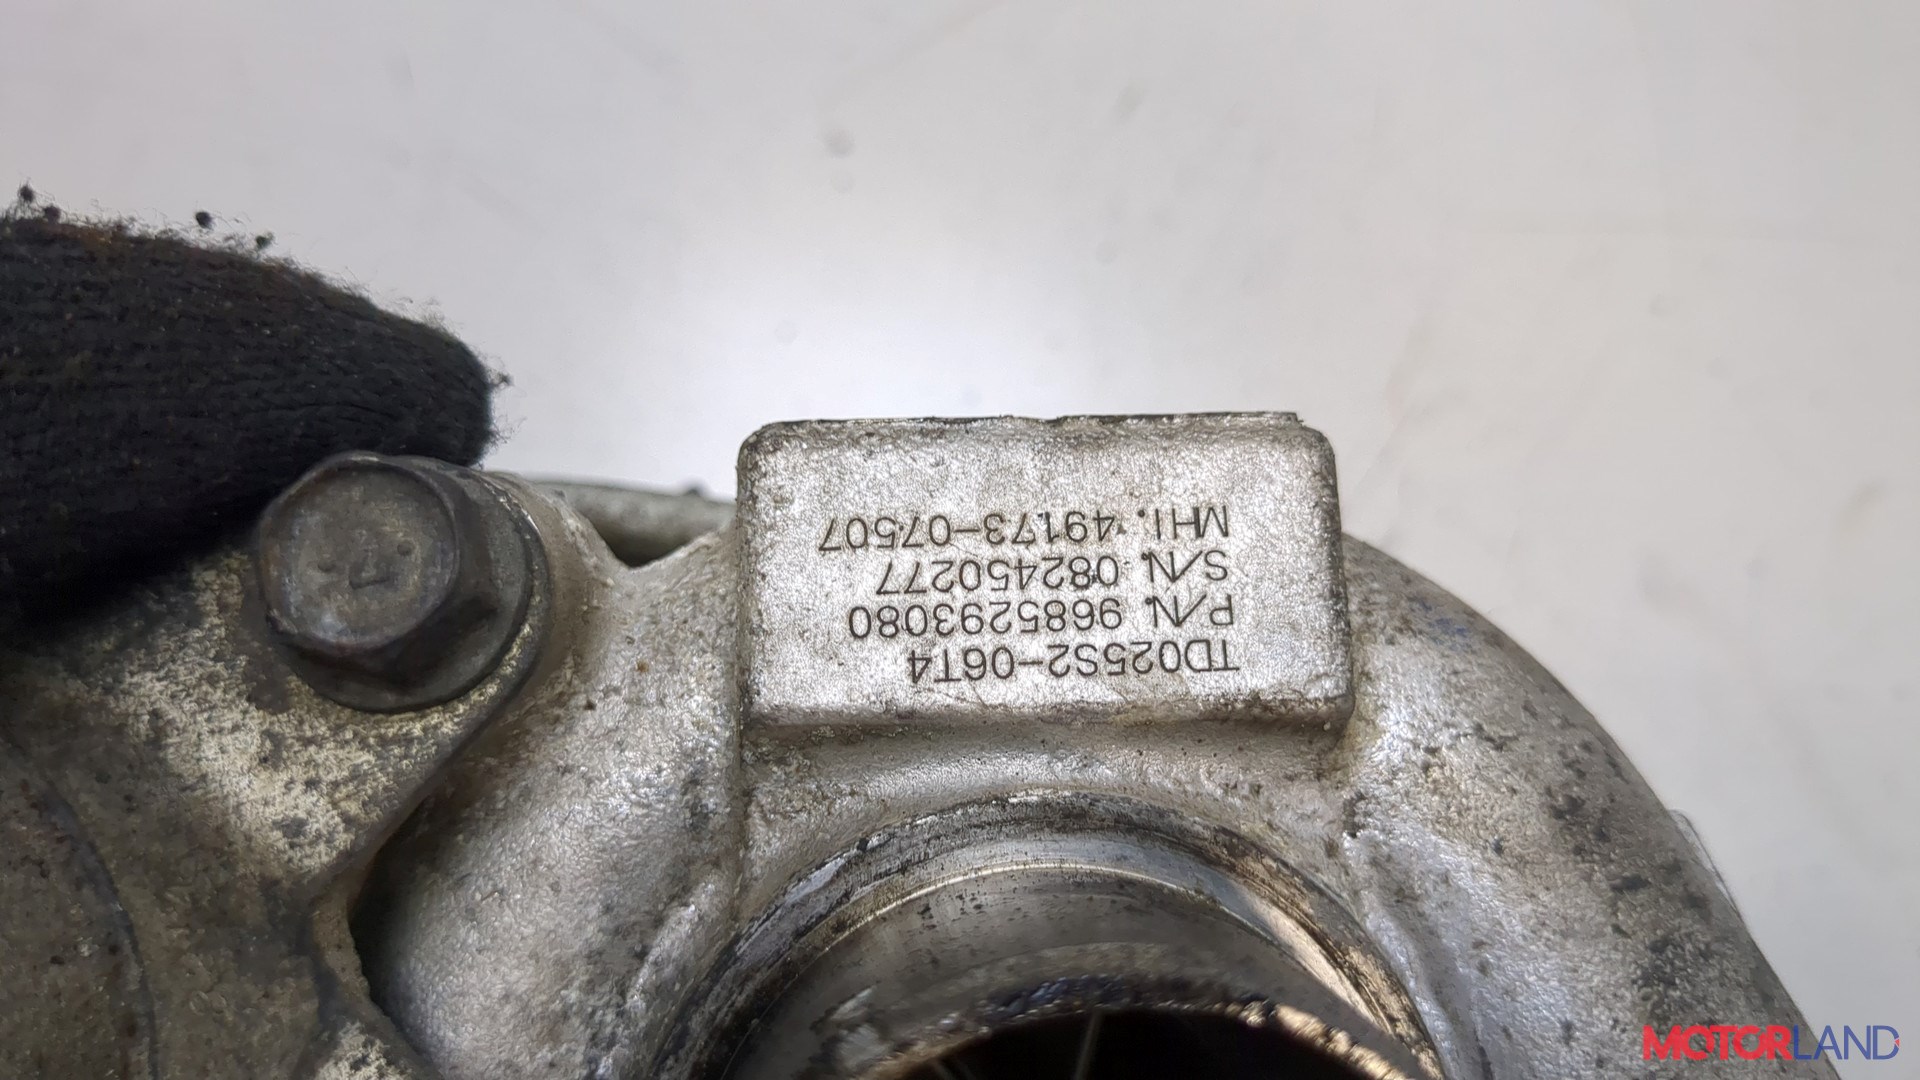 TD025S2-06T4
P/N. 9685293080
S/N. 082450277
MHI. 49173-07507
MOTORLAND